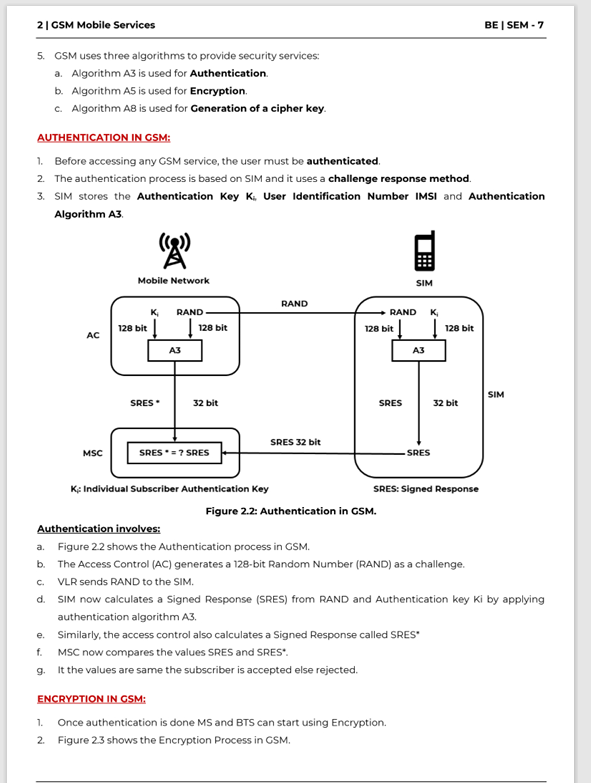 2 | GSM Mobile Services BE | SEM - 7
5. GSM uses three algorithms to provide security services:
a. Algorithm A3 is used for Authentication.
b. Algorithm A5 is used for Encryption.
c. Algorithm A8 is used for Generation of a cipher key.
AUTHENTICATION IN GSM:
1. Before accessing any GSM service, the user must be authenticated.
2. The authentication process is based on SIM and it uses a challenge response method.
3. SIM stores the Authentication Key Ki, User Identification Number IMSI and Authentication
Algorithm A3.
Mobile Network SIM
RAND
Ki RAND RAND Ki
128 bit 128 bit 128 bit 128 bit
AC
A3 A3
SIM
SRES * 32 bit SRES 32 bit
SRES 32 bit
MSC SRES * = ? SRES SRES
Ki: Individual Subscriber Authentication Key SRES: Signed Response
Figure 2.2: Authentication in GSM.
Authentication involves:
a. Figure 2.2 shows the Authentication process in GSM.
b. The Access Control (AC) generates a 128-bit Random Number (RAND) as a challenge.
c. VLR sends RAND to the SIM.
d. SIM now calculates a Signed Response (SRES) from RAND and Authentication key Ki by applying
authentication algorithm A3.
e. Similarly, the access control also calculates a Signed Response called SRES*
f. MSC now compares the values SRES and SRES*.
g. It the values are same the subscriber is accepted else rejected.
ENCRYPTION IN GSM:
1. Once authentication is done MS and BTS can start using Encryption.
2. Figure 2.3 shows the Encryption Process in GSM.